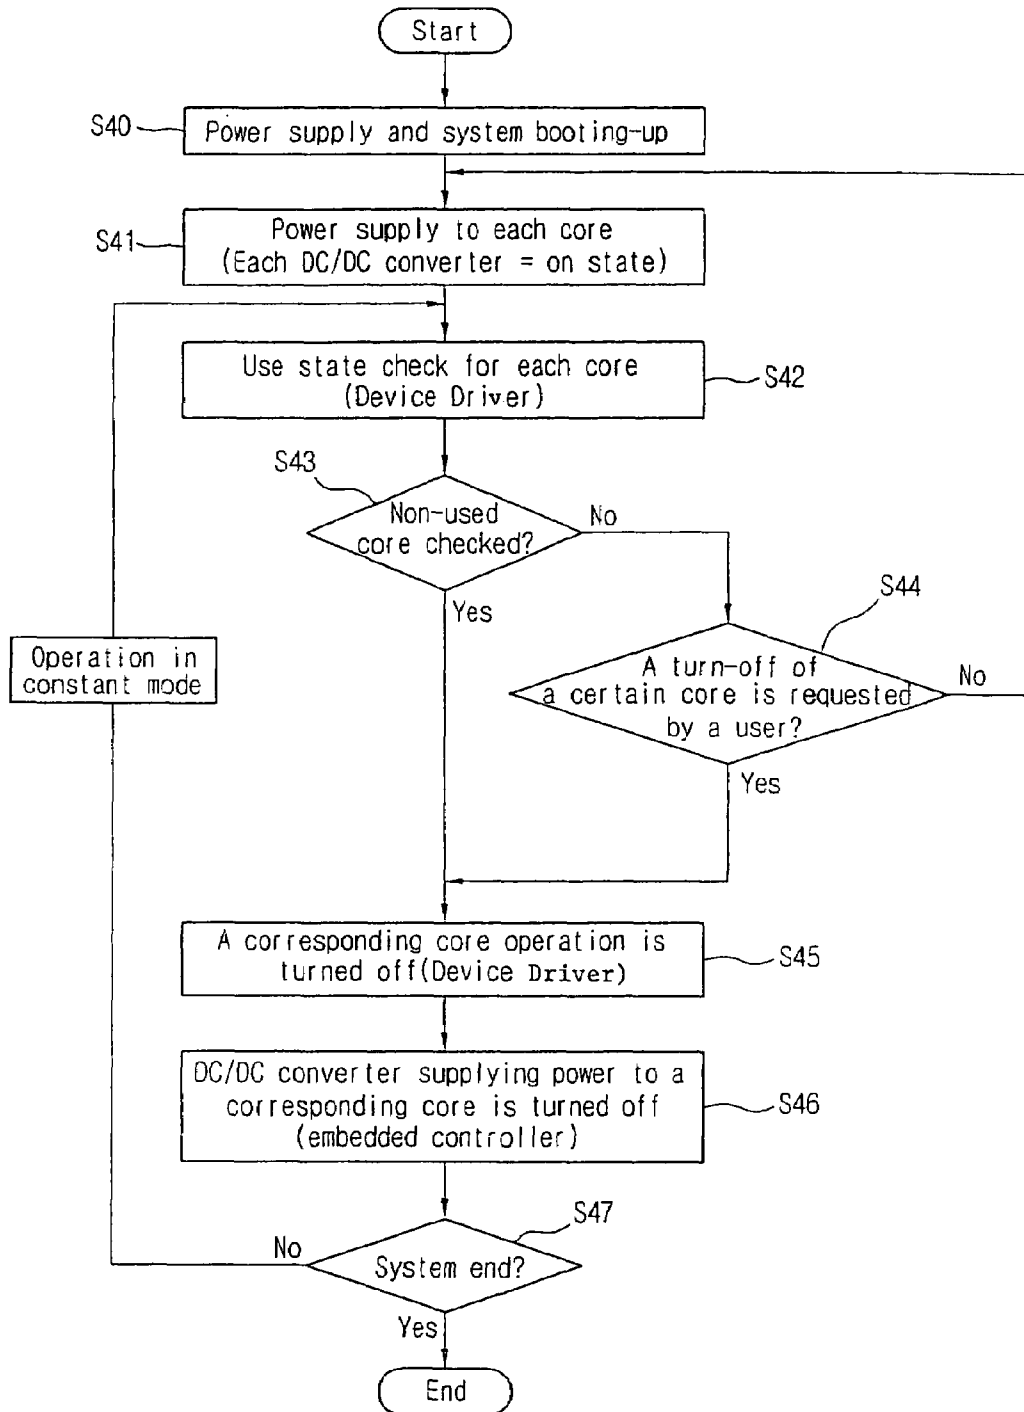 Start
S40
Power supply and system booting-up
S41
Power supply to each core
(Each DC/DC converter = on state)
Use state check for each core
(Device Driver)
S42
S43
Non-used
core checked?
No
Yes
S44
A turn-off of
a certain core is requested
by a user?
No
Yes
Operation in
constant mode
A corresponding core operation is
turned off(Device Driver)
S45
DC/DC converter supplying power to a
corresponding core is turned off
(embedded controller)
S46
S47
System end?
No
Yes
End